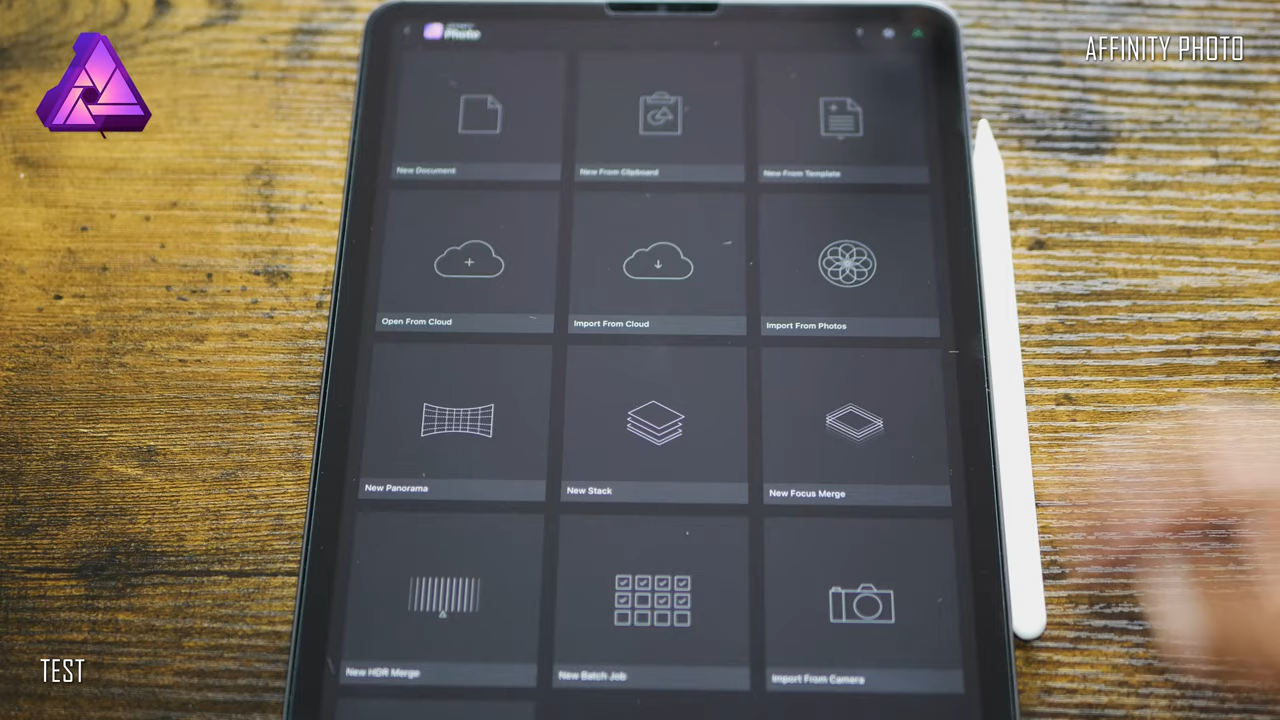 AFFINITY PHOTO
Photo
New Document
New From Clipboard
New From Template
Open From Cloud
Import From Cloud
Import From Photos
New Panorama
New Stack
New Focus Merge
New HDR Merge
New Batch Job
Import From Camera
TEST